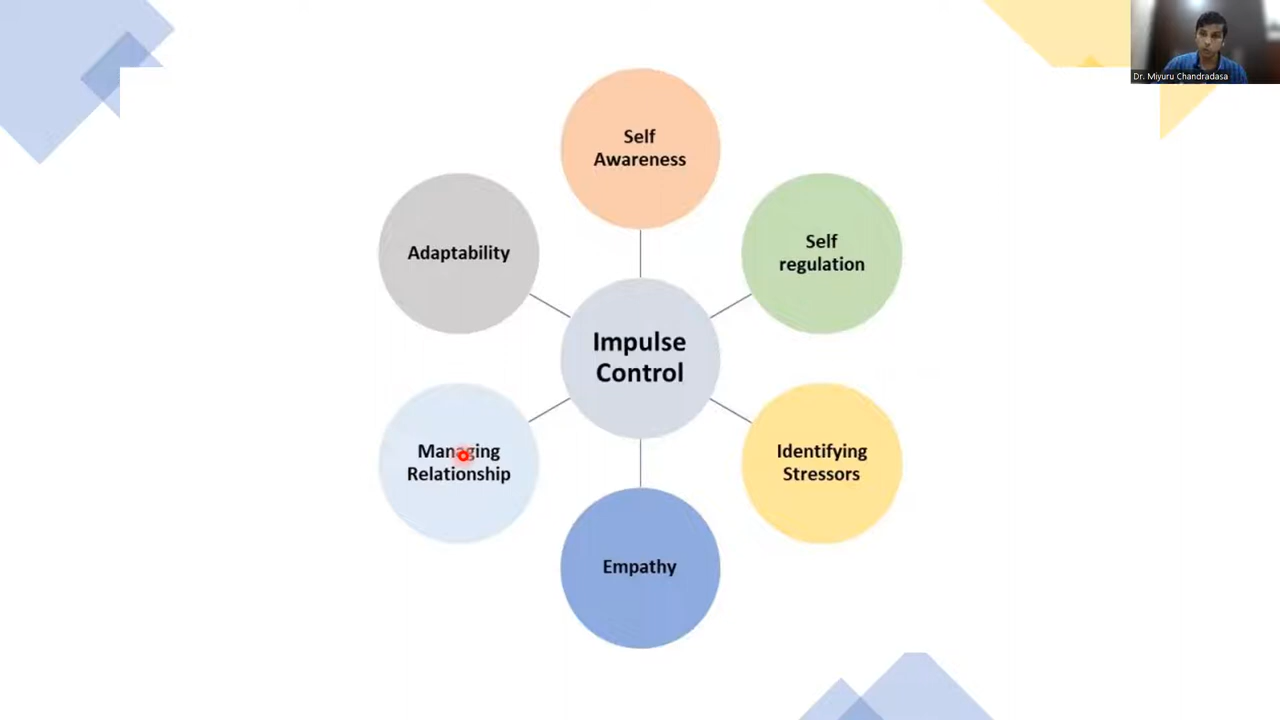 Dr. Miyuru Chandradasa
Self
Awareness
Self
regulation
Adaptability
Impulse
Control
Managing
Relationship
Identifying
Stressors
Empathy